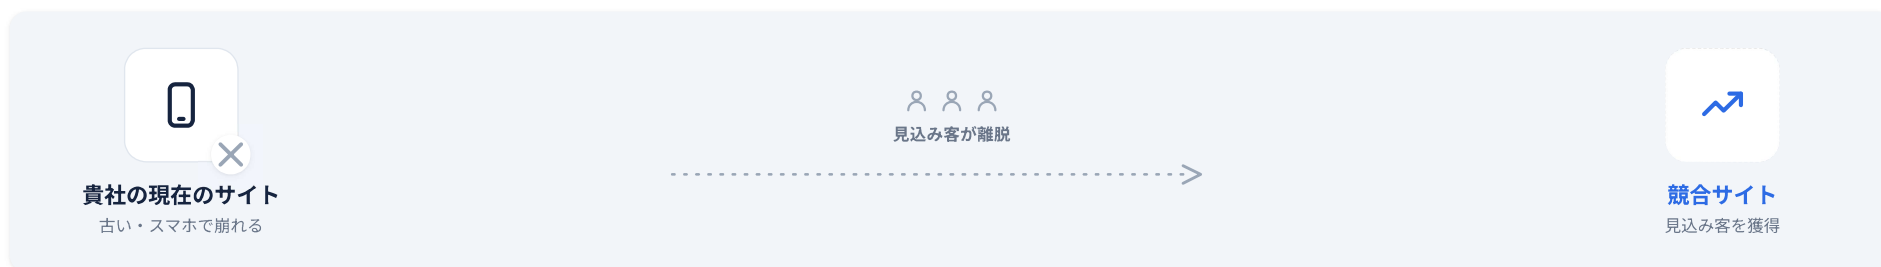 見込み客が離脱
貴社の現在のサイト
古い・スマホで崩れる
競合サイト
見込み客を獲得